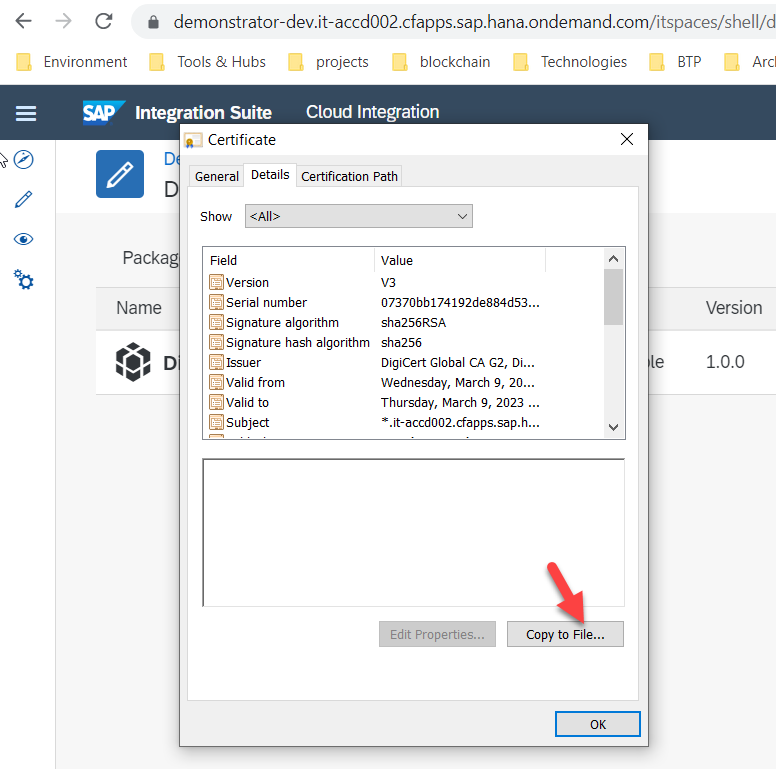 demonstrator-dev.it-accd002.cfapps.sap.hana.ondemand.com/itspaces/shell/d
Environment Tools & Hubs projects blockchain Technologies BTP Arc
SAP Integration Suite Cloud Integration
Certificate
De
D
General Details Certification Path
Show <All>
Packag
Field Value
Version V3
Name Version
Serial number 07370bb174192de884d53...
Signature algorithm sha256RSA
Signature hash algorithm sha256
Di ble 1.0.0
Issuer DigiCert Global CA G2, Di...
Valid from Wednesday, March 9, 20...
Valid to Thursday, March 9, 2023 ...
Subject *.it-accd002.cfapps.sap.h...
Edit Properties... Copy to File...
OK